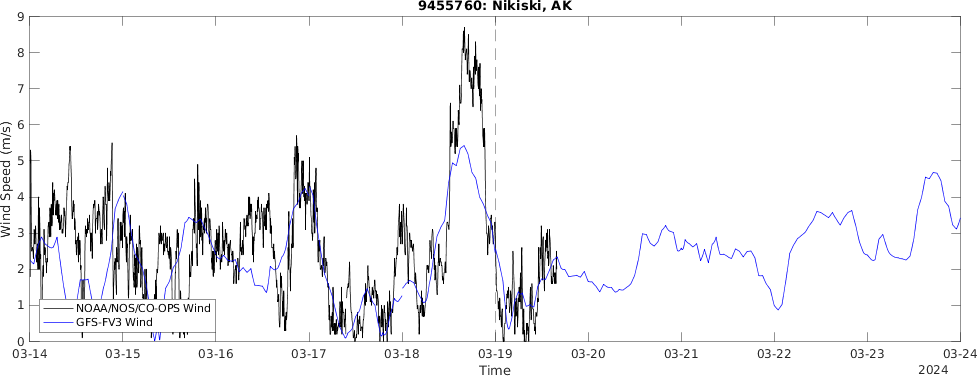 9455760: Nikiski, AK
Wind Speed (m/s)
9
8
7
6
5
4
3
2
1
0
NOAA/NOS/CO-OPS Wind
GFS-FV3 Wind
03-14 03-15 03-16 03-17 03-18 03-19 03-20 03-21 03-22 03-23 03-24
Time
2024